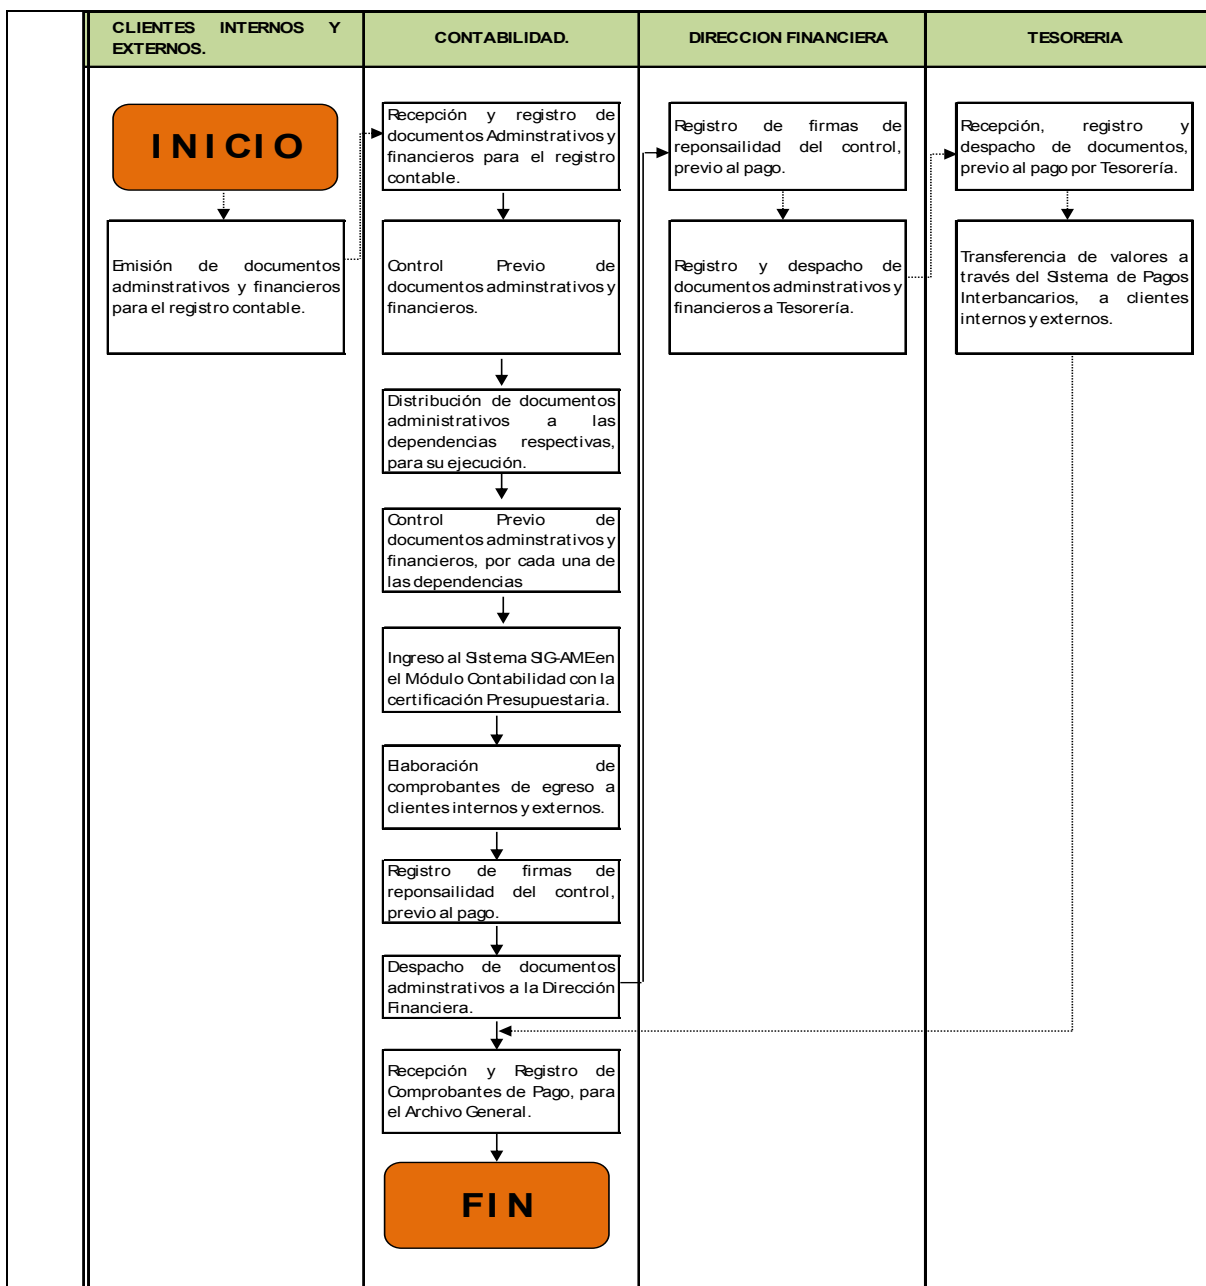 CLIENTES INTERNOS Y
EXTERNOS.
CONTABILIDAD.
DIRECCION FINANCIERA
TESORERIA
INICIO
Emisión de documentos
adminstrativos y financieros
para el registro contable.
Recepción y registro de
documentos Adminstrativos y
financieros para el registro
contable.
Control Previo de
documentos adminstrativos y
financieros.
Distribución de documentos
administrativos a las
dependencias respectivas,
para su ejecución.
Control Previo de
documentos adminstrativos y
financieros, por cada una de
las dependencias
Ingreso al Sistema SIG-AME en
el Módulo Contabilidad con la
certificación Presupuestaria.
Elaboración de
comprobantes de egreso a
clientes internos y externos.
Registro de firmas de
reponsailidad del control,
previo al pago.
Despacho de documentos
adminstrativos a la Dirección
Financiera.
Recepción y Registro de
Comprobantes de Pago, para
el Archivo General.
FIN
Registro de firmas de
reponsailidad del control,
previo al pago.
Registro y despacho de
documentos adminstrativos y
financieros a Tesorería.
Recepción, registro y
despacho de documentos,
previo al pago por Tesorería.
Transferencia de valores a
través del Sistema de Pagos
Interbancarios, a clientes
internos y externos.